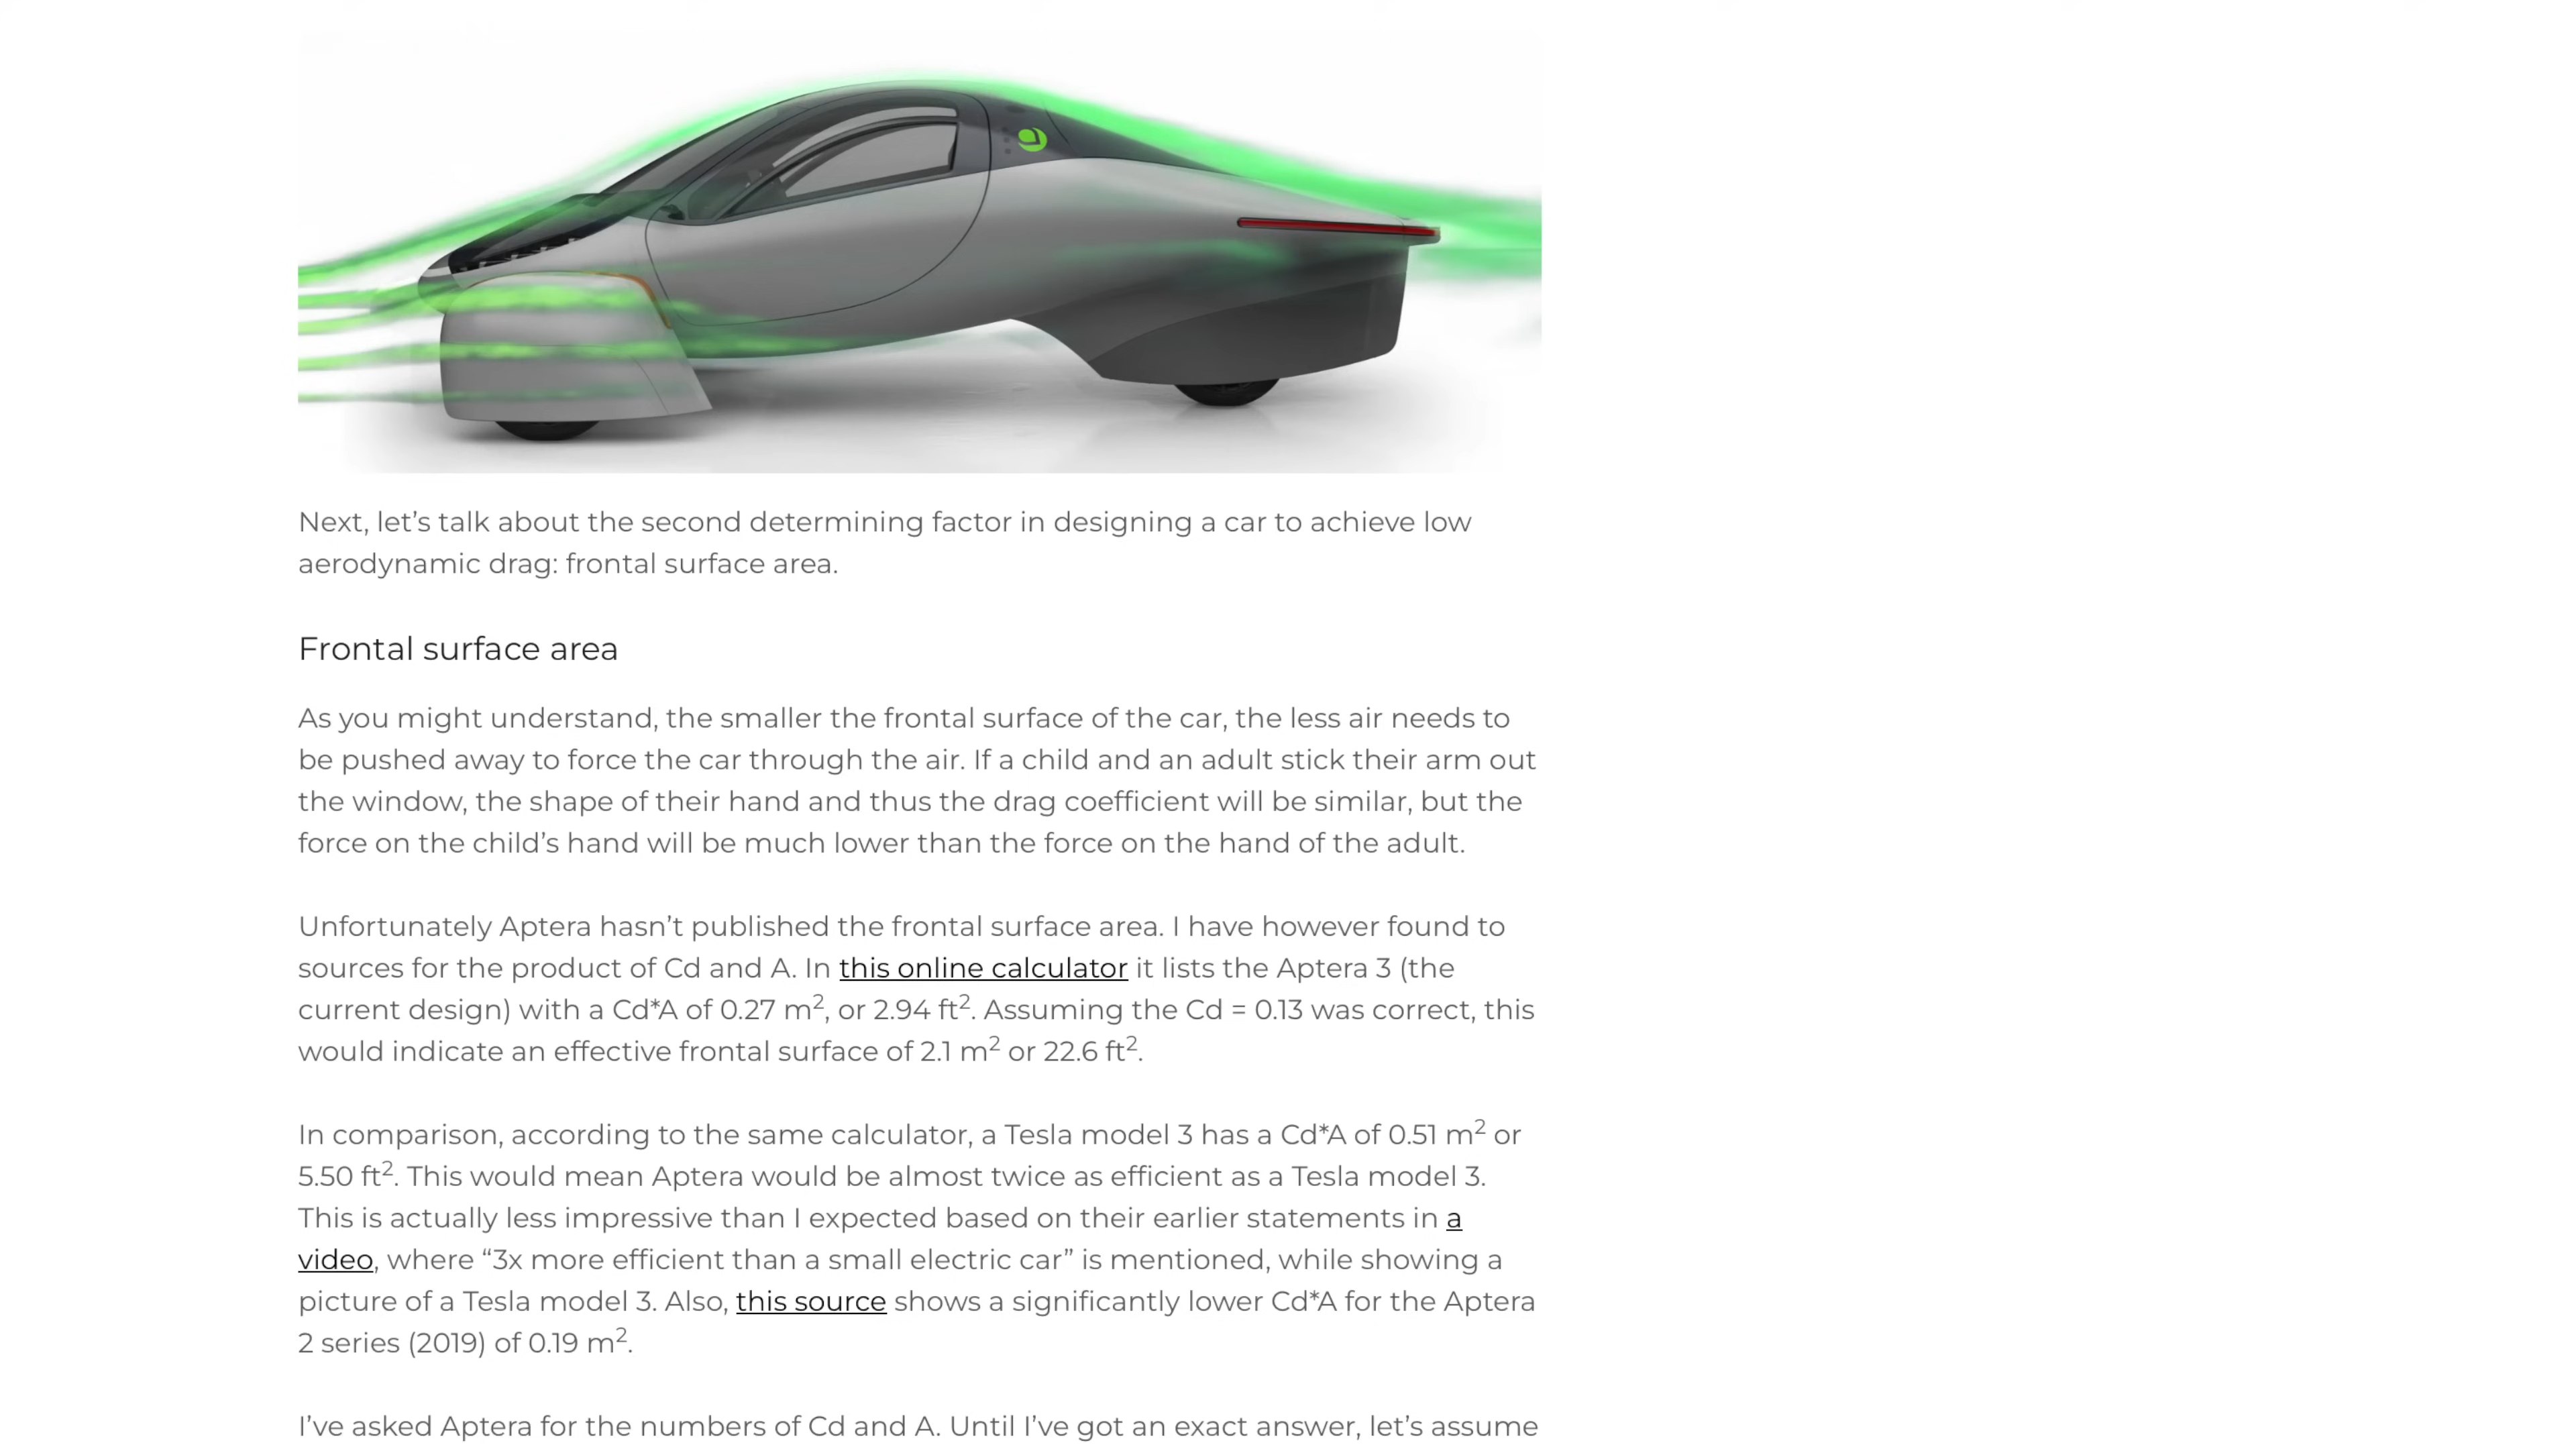 Next, let’s talk about the second determining factor in designing a car to achieve low
aerodynamic drag: frontal surface area.
Frontal surface area
As you might understand, the smaller the frontal surface of the car, the less air needs to
be pushed away to force the car through the air. If a child and an adult stick their arm out
the window, the shape of their hand and thus the drag coefficient will be similar, but the
force on the child’s hand will be much lower than the force on the hand of the adult.
Unfortunately Aptera hasn’t published the frontal surface area. I have however found to
sources for the product of Cd and A. In this online calculator it lists the Aptera 3 (the
current design) with a Cd*A of 0.27 m², or 2.94 ft². Assuming the Cd = 0.13 was correct, this
would indicate an effective frontal surface of 2.1 m² or 22.6 ft².
In comparison, according to the same calculator, a Tesla model 3 has a Cd*A of 0.51 m² or
5.50 ft². This would mean Aptera would be almost twice as efficient as a Tesla model 3.
This is actually less impressive than I expected based on their earlier statements in a
video, where “3x more efficient than a small electric car” is mentioned, while showing a
picture of a Tesla model 3. Also, this source shows a significantly lower Cd*A for the Aptera
2 series (2019) of 0.19 m².
I’ve asked Aptera for the numbers of Cd and A. Until I’ve got an exact answer, let’s assume